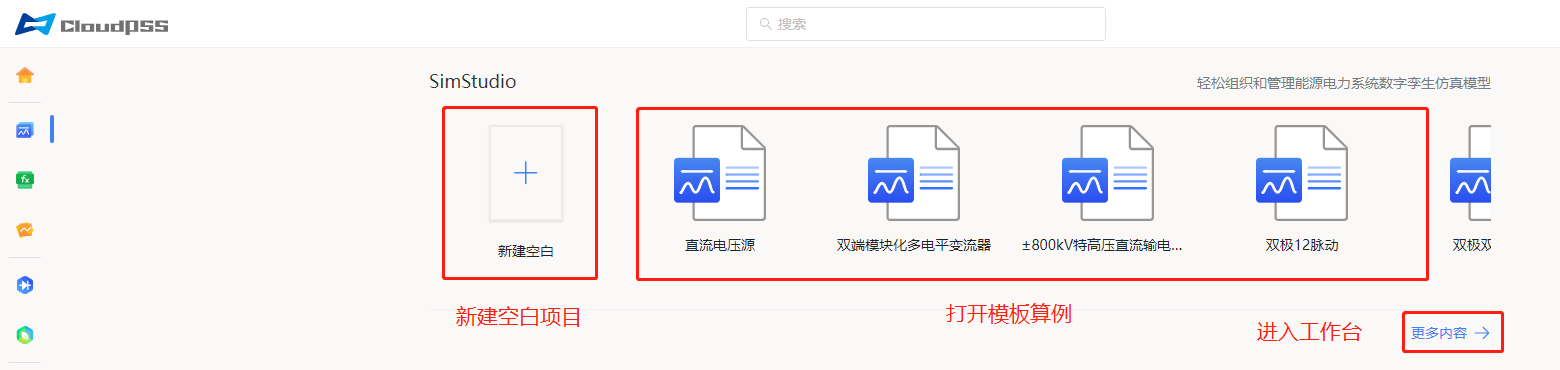 CloudPSS
搜索
SimStudio
轻松组织和管理能源电力系统数字孪生仿真模型
fx
新建空白
直流电压源
双端模块化多电平变流器
±800kV特高压直流输电...
双极12脉动
双极双
新建空白项目
打开模板算例
进入工作台
更多内容